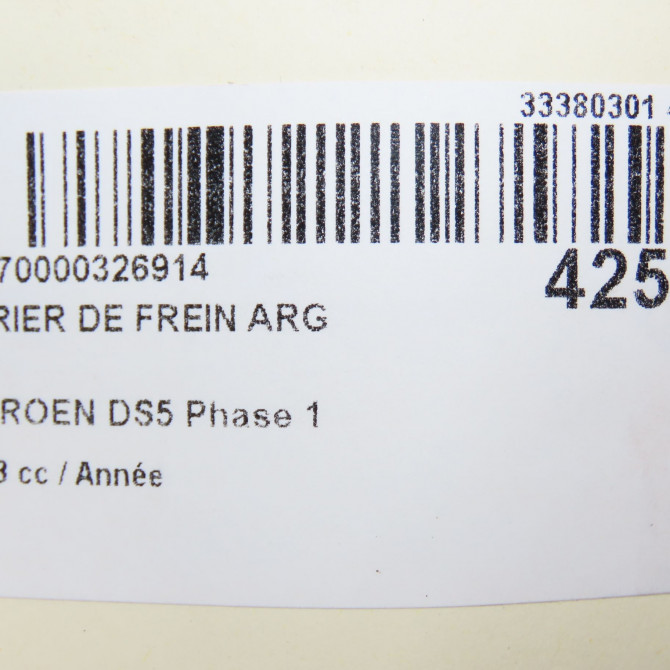 33380301
70000326914
425
RIER DE FREIN ARG
ROEN DS5 Phase 1
3 cc / Année